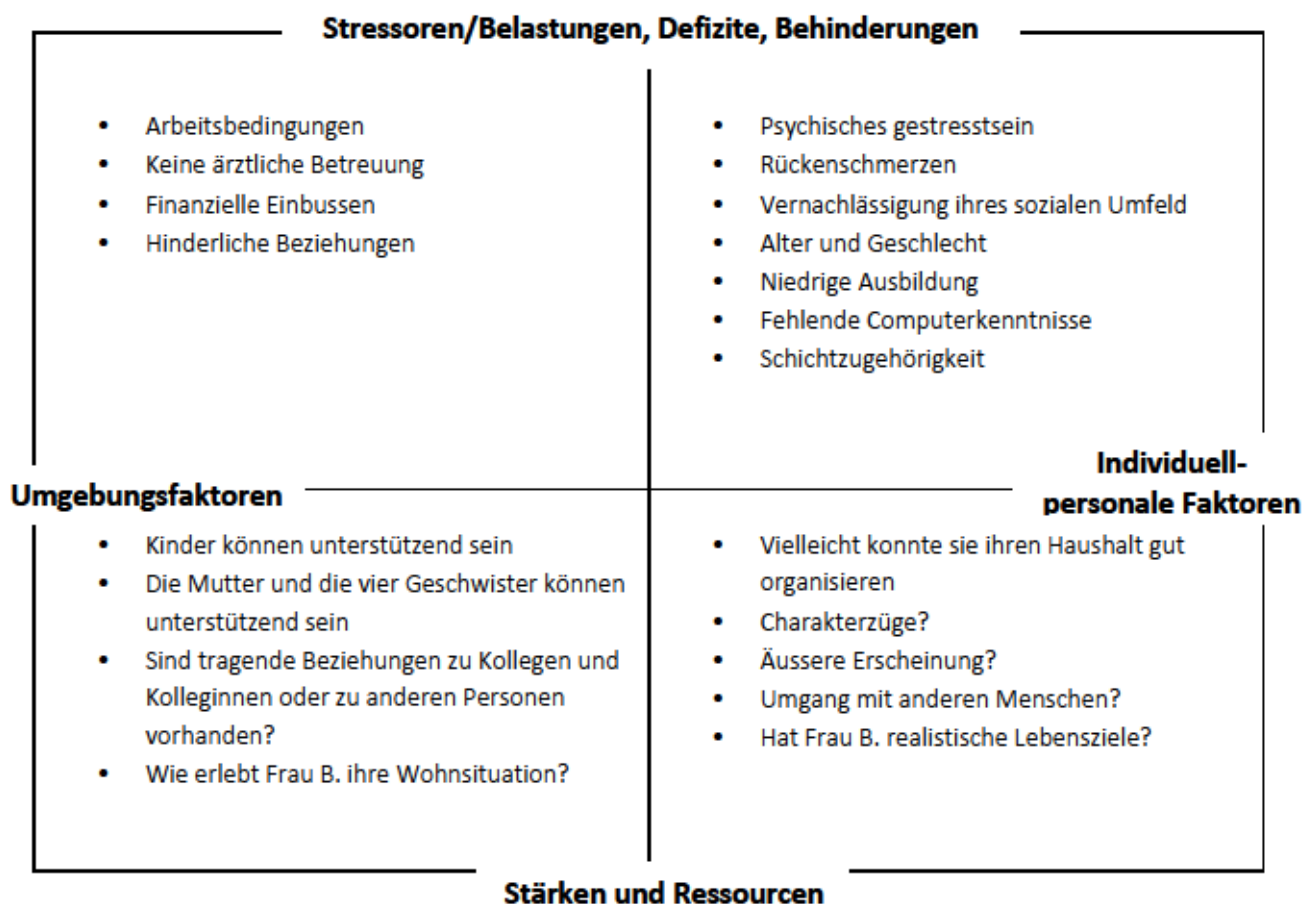 Stressoren/Belastungen, Defizite, Behinderungen
• Arbeitsbedingungen
• Keine ärztliche Betreuung
• Finanzielle Einbussen
• Hinderliche Beziehungen
• Psychisches gestresstsein
• Rückenschmerzen
• Vernachlässigung ihres sozialen Umfeld
• Alter und Geschlecht
• Niedrige Ausbildung
• Fehlende Computerkenntnisse
• Schichtzugehörigkeit
Umgebungsfaktoren
Individuell-
personale Faktoren
• Kinder können unterstützend sein
• Die Mutter und die vier Geschwister können
unterstützend sein
• Sind tragende Beziehungen zu Kollegen und
Kolleginnen oder zu anderen Personen
vorhanden?
• Wie erlebt Frau B. ihre Wohnsituation?
• Vielleicht konnte sie ihren Haushalt gut
organisieren
• Charakterzüge?
• Äussere Erscheinung?
• Umgang mit anderen Menschen?
• Hat Frau B. realistische Lebensziele?
Stärken und Ressourcen